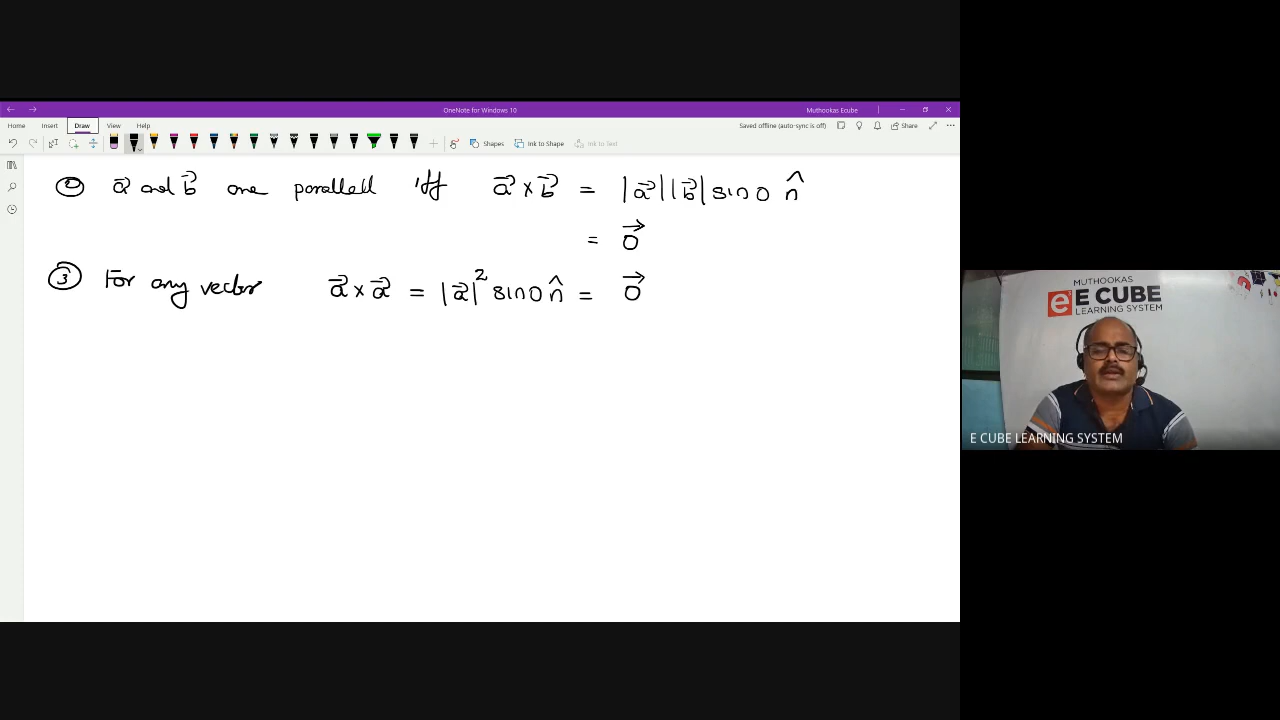 OneNote for Windows 10
Muthookas Ecube
Home Insert Draw View Help
Saved offline (auto-sync is off)
Share
Shapes
Ink to Shape
Ink to Text
② a⃗ and b⃗ are parallell iff a⃗ × b⃗ = |a⃗||b⃗| sin 0 n̂
= 0⃗
③ For any vector a⃗ × a⃗ = |a⃗|² sin 0 n̂ = 0⃗
MUTHOOKAS
e³ E CUBE
LEARNING SYSTEM
E CUBE LEARNING SYSTEM